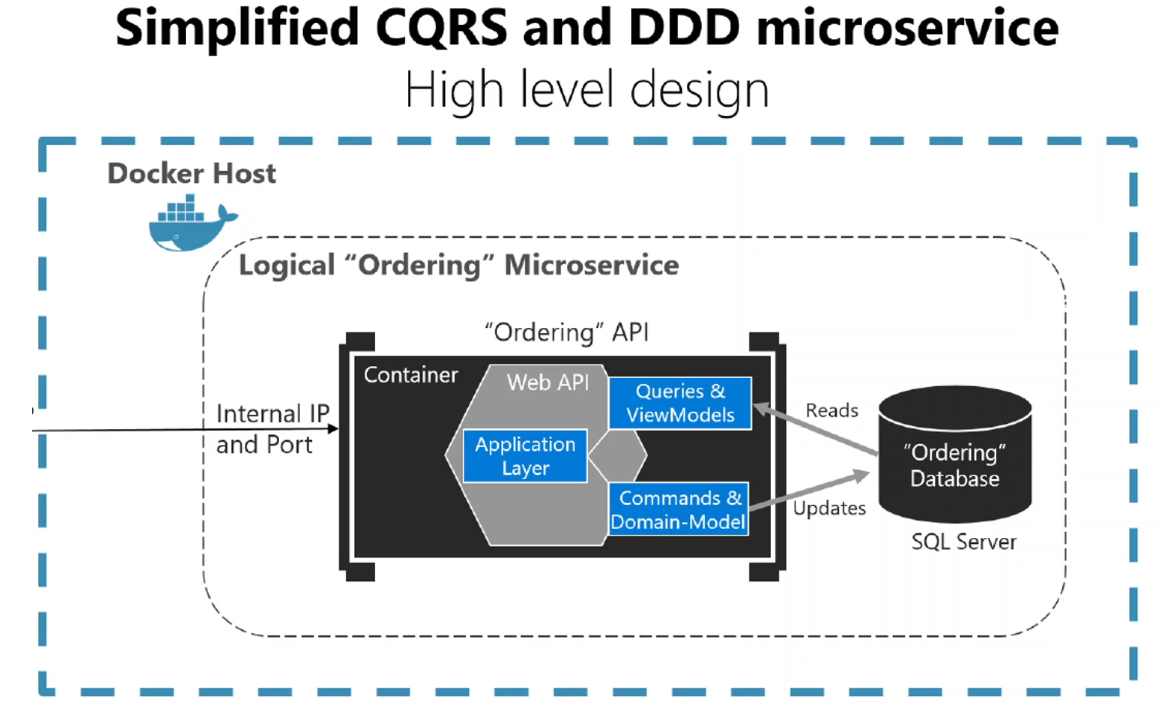 Simplified CQRS and DDD microservice
High level design
Docker Host
Logical “Ordering” Microservice
“Ordering” API
Container
Web API
Queries &
ViewModels
Reads
Internal IP
and Port
Application
Layer
“Ordering”
Database
Commands &
Domain-Model
Updates
SQL Server